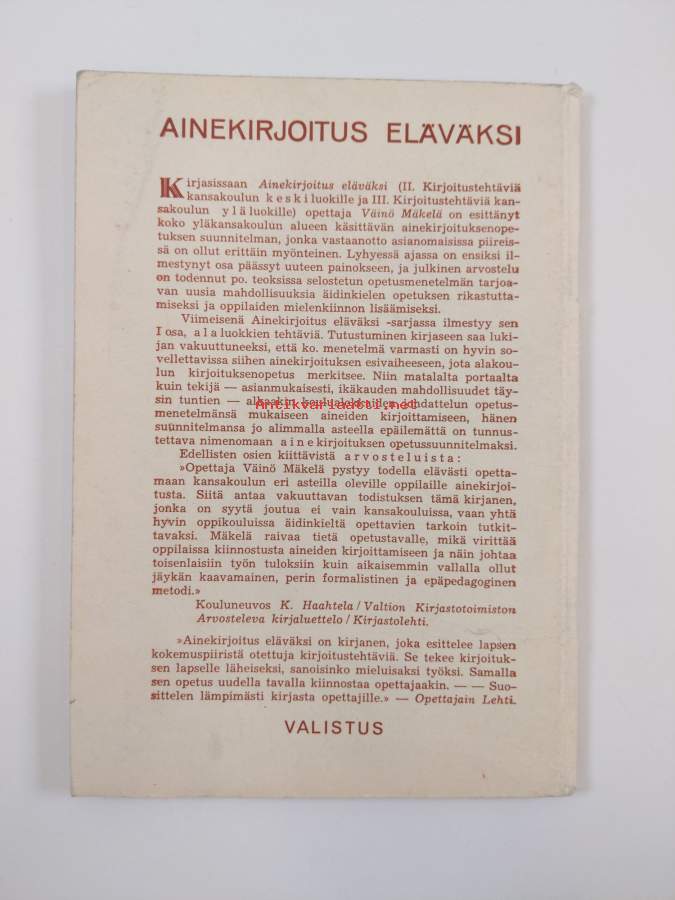 AINEKIRJOITUS ELÄVÄKSI
Kirjasissaan Ainekirjoitus eläväksi (II. Kirjoitustehtäviä
kansakoulun keskiluokille ja III. Kirjoitustehtäviä kan-
sakoulun yläluokille) opettaja Väinö Mäkelä on esittänyt
koko yläkansakoulun alueen käsittävän ainekirjoituksenope-
tuksen suunnitelman, jonka vastaanotto asianomaisissa piireis-
sä on ollut erittäin myönteinen. Lyhyessä ajassa on ensiksi il-
mestynyt osa päässyt uuteen painokseen, ja julkinen arvostelu
on todennut po. teoksissa selostetun opetusmenetelmän tarjoa-
van uusia mahdollisuuksia äidinkielen opetuksen rikastutta-
miseksi ja oppilaiden mielenkiinnon lisäämiseksi.
Viimeisenä Ainekirjoitus eläväksi -sarjassa ilmestyy sen
I osa, alaluokkien tehtäviä. Tutustuminen kirjaseen saa luki-
jan vakuuttuneeksi, että ko. menetelmä varmasti on hyvin so-
vellettavissa siihen ainekirjoituksen esivaiheeseen, jota alakou-
lun kirjoituksenopetus merkitsee. Niin matalalta portaalta
kuin tekijä — asianmukaisesti, ikäkauden mahdollisuudet täy-
sin tuntien — alkaakin koulualokkaiden johdattelun opetus-
menetelmänsä mukaiseen aineiden kirjoittamiseen, hänen
suunnitelmansa jo alimmalla asteella epäilemättä on tunnus-
tettava nimenomaan ainekirjoituksen opetussuunnitelmaksi.
Edellisten osien kiittävistä arvosteluista:
»Opettaja Väinö Mäkelä pystyy todella elävästi opetta-
maan kansakoulun eri asteilla oleville oppilaille ainekirjoi-
tusta. Siitä antaa vakuuttavan todistuksen tämä kirjanen,
jonka on syytä joutua ei vain kansakouluissa, vaan yhtä
hyvin oppikouluissa äidinkieltä opettavien tarkoin tutkit-
tavaksi. Mäkelä raivaa tietä opetustavalle, mikä virittää
oppilaissa kiinnostusta aineiden kirjoittamiseen ja näin johtaa
toisenlaisiin työn tuloksiin kuin aikaisemmin vallalla ollut
jäykän kaavamainen, perin formalistinen ja epäpedagoginen
metodi.»
Kouluneuvos K. Haahtela / Valtion Kirjastotoimiston
Arvosteleva kirjaluettelo / Kirjastolehti.
»Ainekirjoitus eläväksi on kirjanen, joka esittelee lapsen
kokemuspiiristä otettuja kirjoitustehtäviä. Se tekee kirjoituk-
sen lapselle läheiseksi, sanoisinko mieluisaksi työksi. Samalla
sen opetus uudella tavalla kiinnostaa opettajaakin. — — Suo-
sittelen lämpimästi kirjasta opettajille.» — Opettajain Lehti.
VALISTUS
Antikvariaatti.net